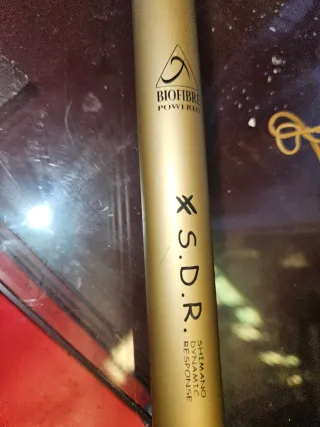 BIOFIBRE
POWERED
S.D.R.
SHIMANO
DYNAMIC
RESPONSE